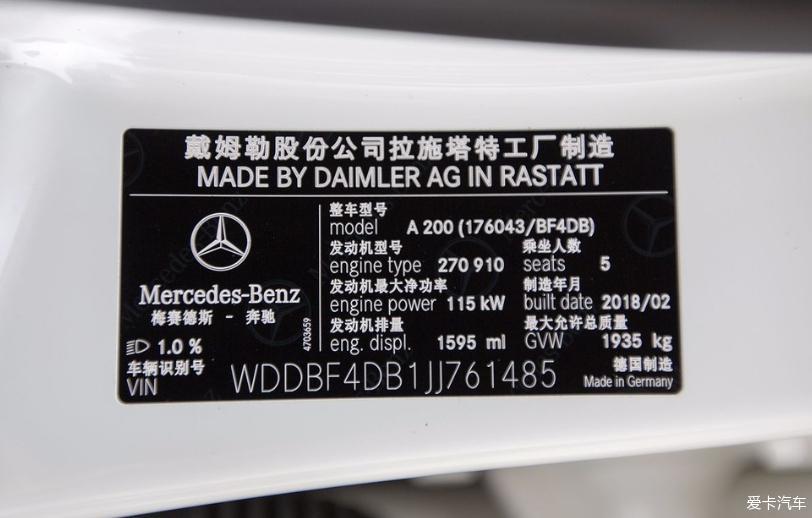 戴姆勒股份公司拉施塔特工厂制造
MADE BY DAIMLER AG IN RASTATT
Mercedes-Benz
梅赛德斯 - 奔驰
1.0 %
4703659
整车型号
model A 200 (176043/BF4DB)
发动机型号 乘坐人数
engine type 270 910 seats 5
发动机最大净功率 制造年月
engine power 115 kW built date 2018/02
发动机排量 最大允许总质量
eng. displ. 1595 ml GVW 1935 kg
车辆识别号 德国制造
VIN WDDBF4DB1JJ761485 Made in Germany
爱卡汽车